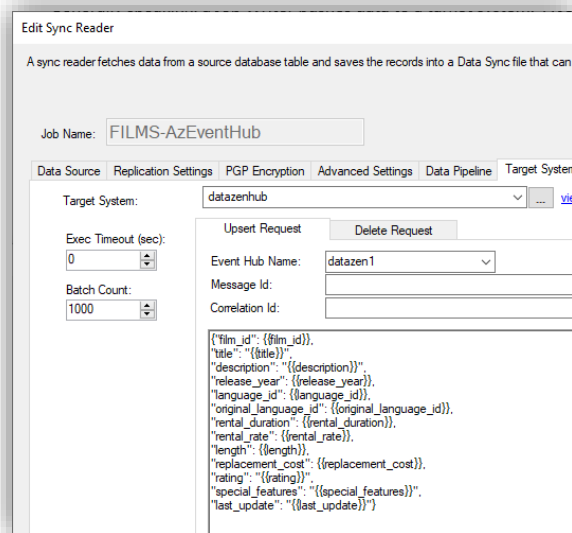 Edit Sync Reader
A sync reader fetches data from a source database table and saves the records into a Data Sync file that can
Job Name: FILMS-AzEventHub
Data Source Replication Settings PGP Encryption Advanced Settings Data Pipeline Target System
Target System: datazenhub ...
Exec Timeout (sec):
0
Batch Count:
1000
Upsert Request Delete Request
Event Hub Name: datazen1
Message Id:
Correlation Id:
{"film_id": {{film_id}},
"title": "{{title}}",
"description": "{{description}}",
"release_year": {{release_year}},
"language_id": {{language_id}},
"original_language_id": {{original_language_id}},
"rental_duration": {{rental_duration}},
"rental_rate": {{rental_rate}},
"length": {{length}},
"replacement_cost": {{replacement_cost}},
"rating": "{{rating}}",
"special_features": "{{special_features}}",
"last_update": "{{last_update}}"}